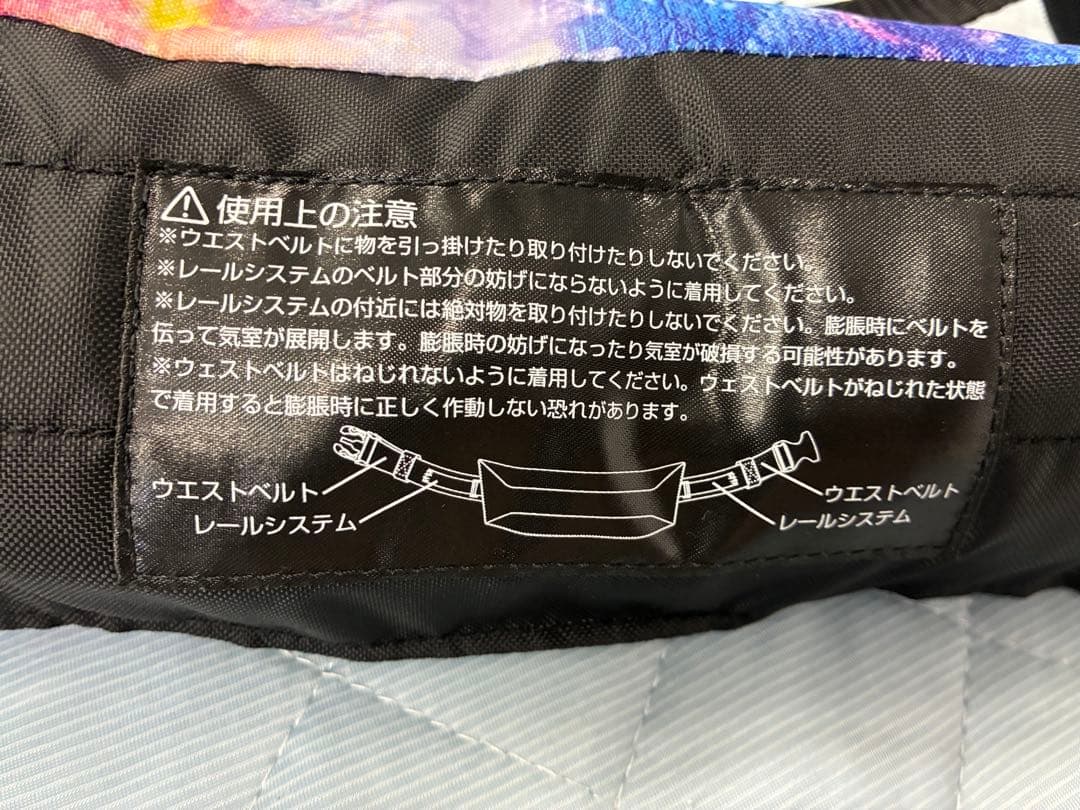 ⚠使用上の注意
※ウエストベルトに物を引っ掛けたり取り付けたりしないでください。
※レールシステムのベルト部分の妨げにならないように着用してください。
※レールシステムの付近には絶対物を取り付けたりしないでください。膨脹時にベルトを
伝って気室が展開します。膨脹時の妨げになったり気室が破損する可能性があります。
※ウェストベルトはねじれないように着用してください。ウェストベルトがねじれた状態
で着用すると膨脹時に正しく作動しない恐れがあります。
ウエストベルト
レールシステム
ウエストベルト
レールシステム